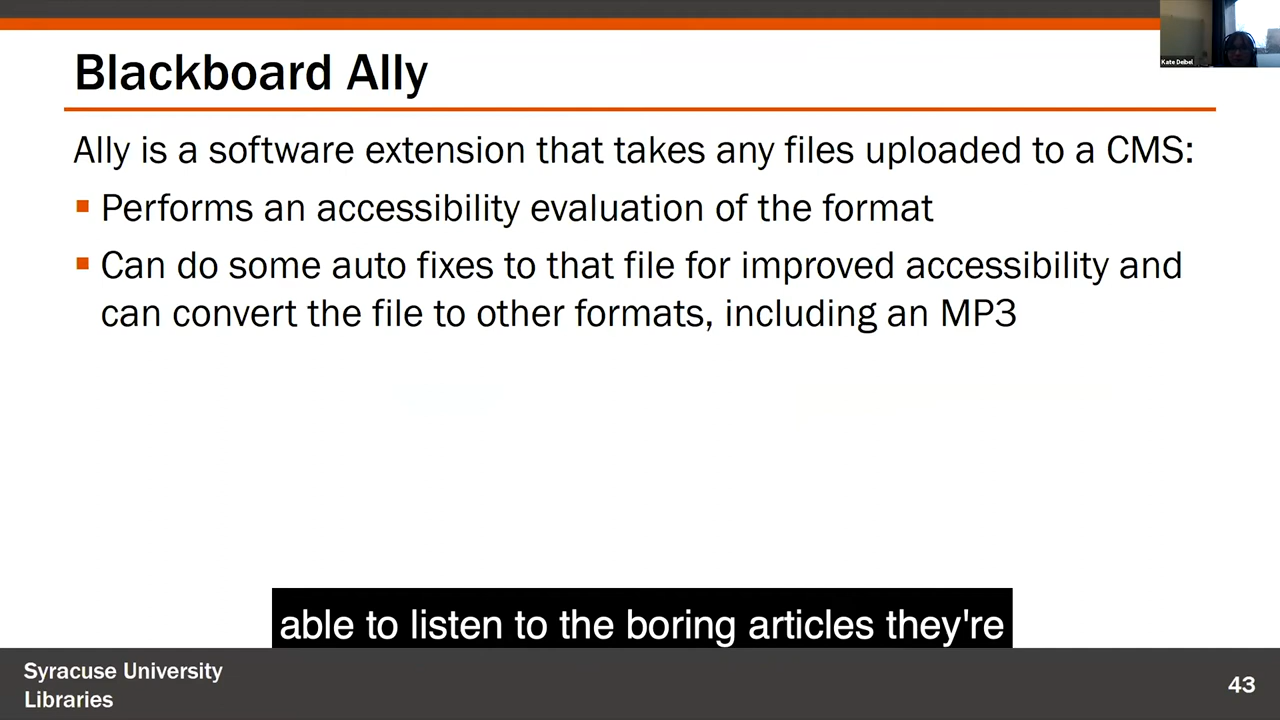 Kate Deibel
Blackboard Ally
Ally is a software extension that takes any files uploaded to a CMS:
▪ Performs an accessibility evaluation of the format
▪ Can do some auto fixes to that file for improved accessibility and
can convert the file to other formats, including an MP3
able to listen to the boring articles they're
Syracuse University
Libraries
43